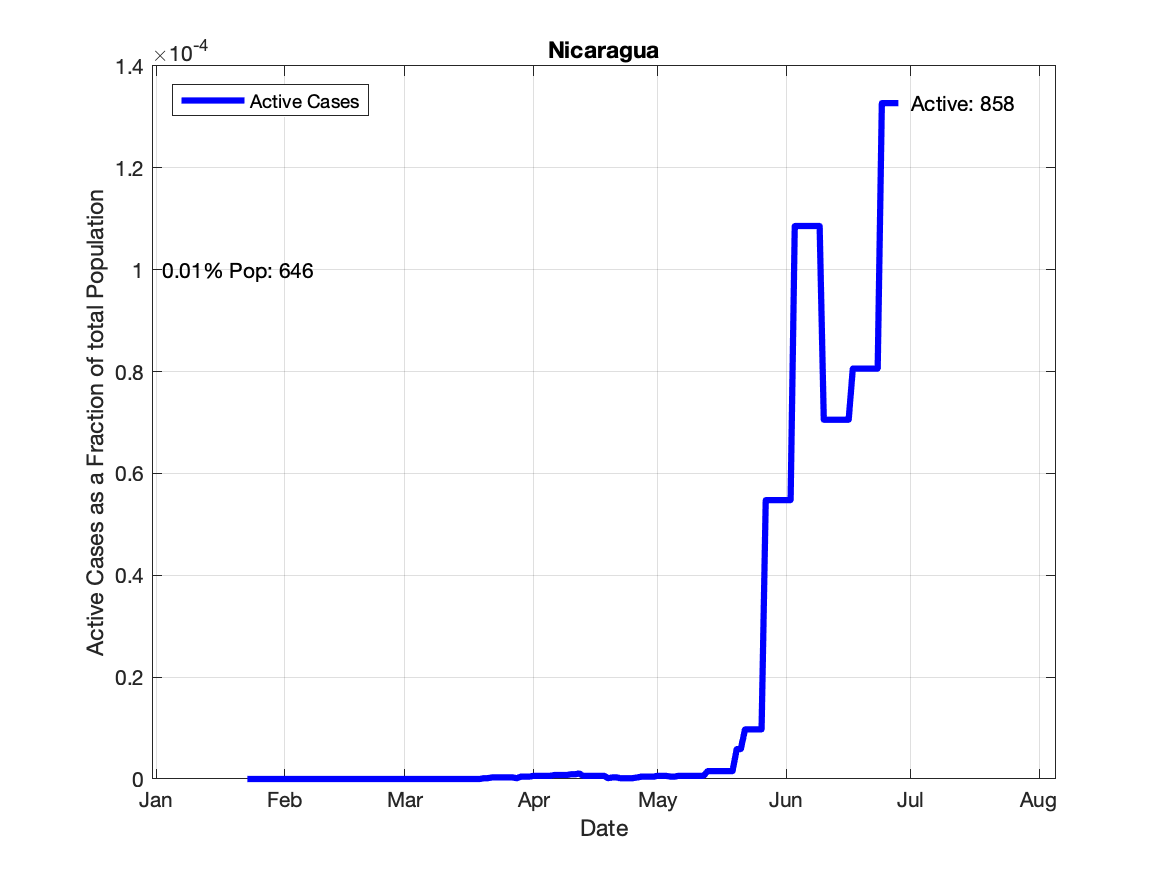 Nicaragua
×10-4
Active Cases
Active: 858
0.01% Pop: 646
Active Cases as a Fraction of total Population
1.4
1.2
1
0.8
0.6
0.4
0.2
0
Jan Feb Mar Apr May Jun Jul Aug
Date